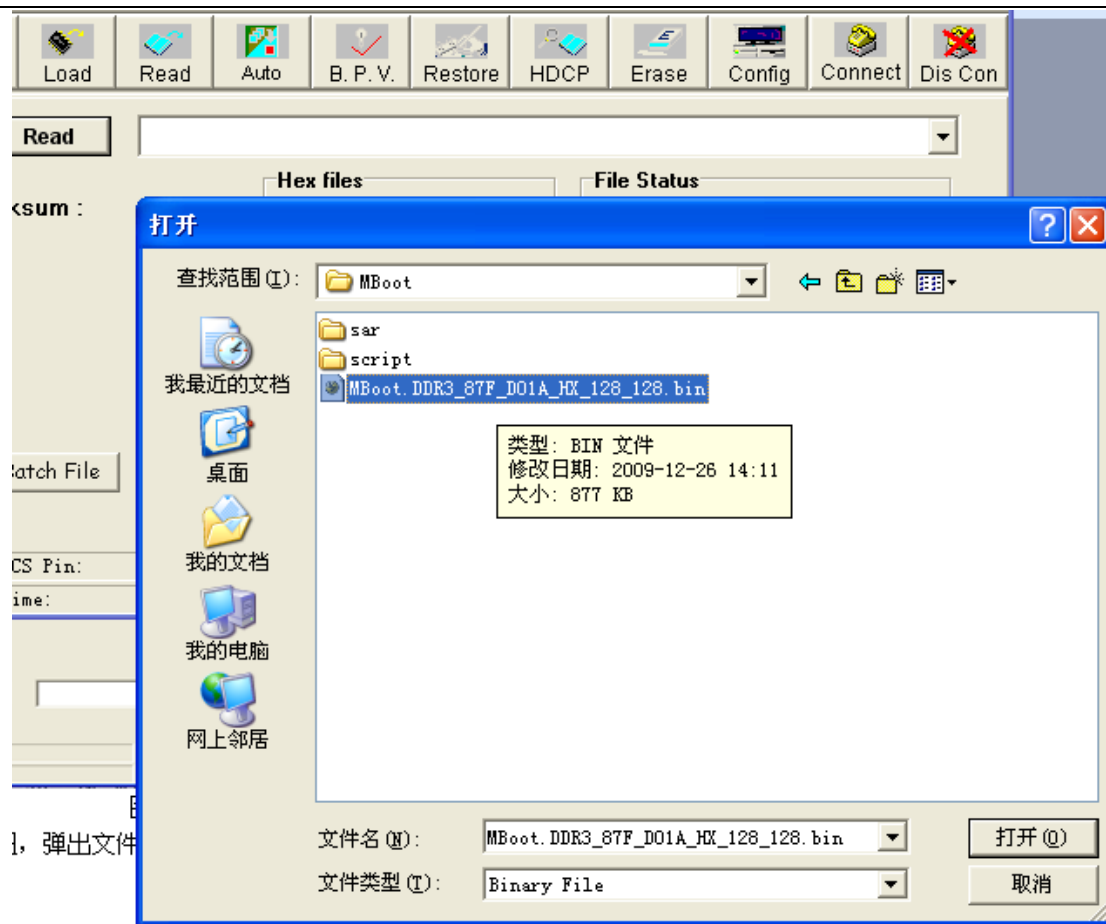 Load Read Auto B. P. V. Restore HDCP Erase Config Connect Dis Con
Read
Hex files File Status
ksum :
打开
查找范围(I): MBoot
sar
script
MBoot.DDR3_87F_D01A_HX_128_128.bin
类型: BIN 文件
修改日期: 2009-12-26 14:11
大小: 877 KB
我最近的文档
桌面
Batch File
我的文档
CS Pin:
ime:
我的电脑
网上邻居
，弹出文件
文件名(N): MBoot.DDR3_87F_D01A_HX_128_128.bin 打开(O)
文件类型(T): Binary File 取消